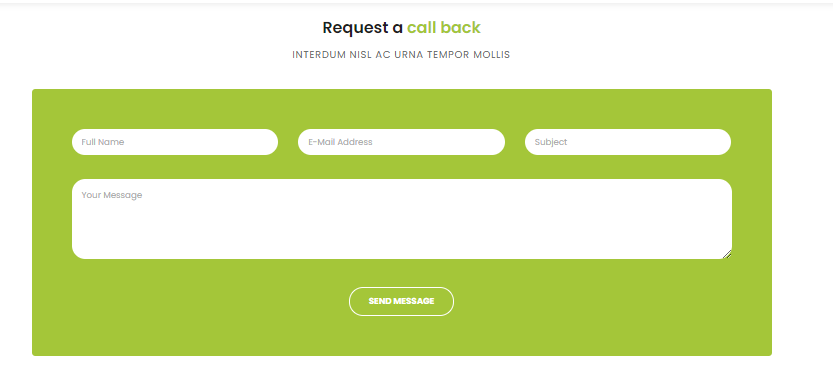 Request a call back
INTERDUM NISL AC URNA TEMPOR MOLLIS
Full Name
E-Mail Address
Subject
Your Message
SEND MESSAGE